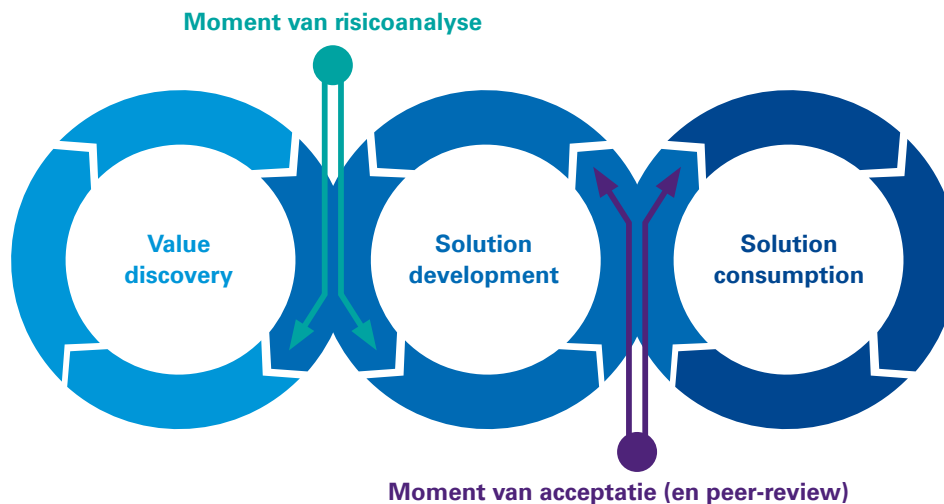 Moment van risicoanalyse
Value
discovery
Solution
development
Solution
consumption
Moment van acceptatie (en peer-review)